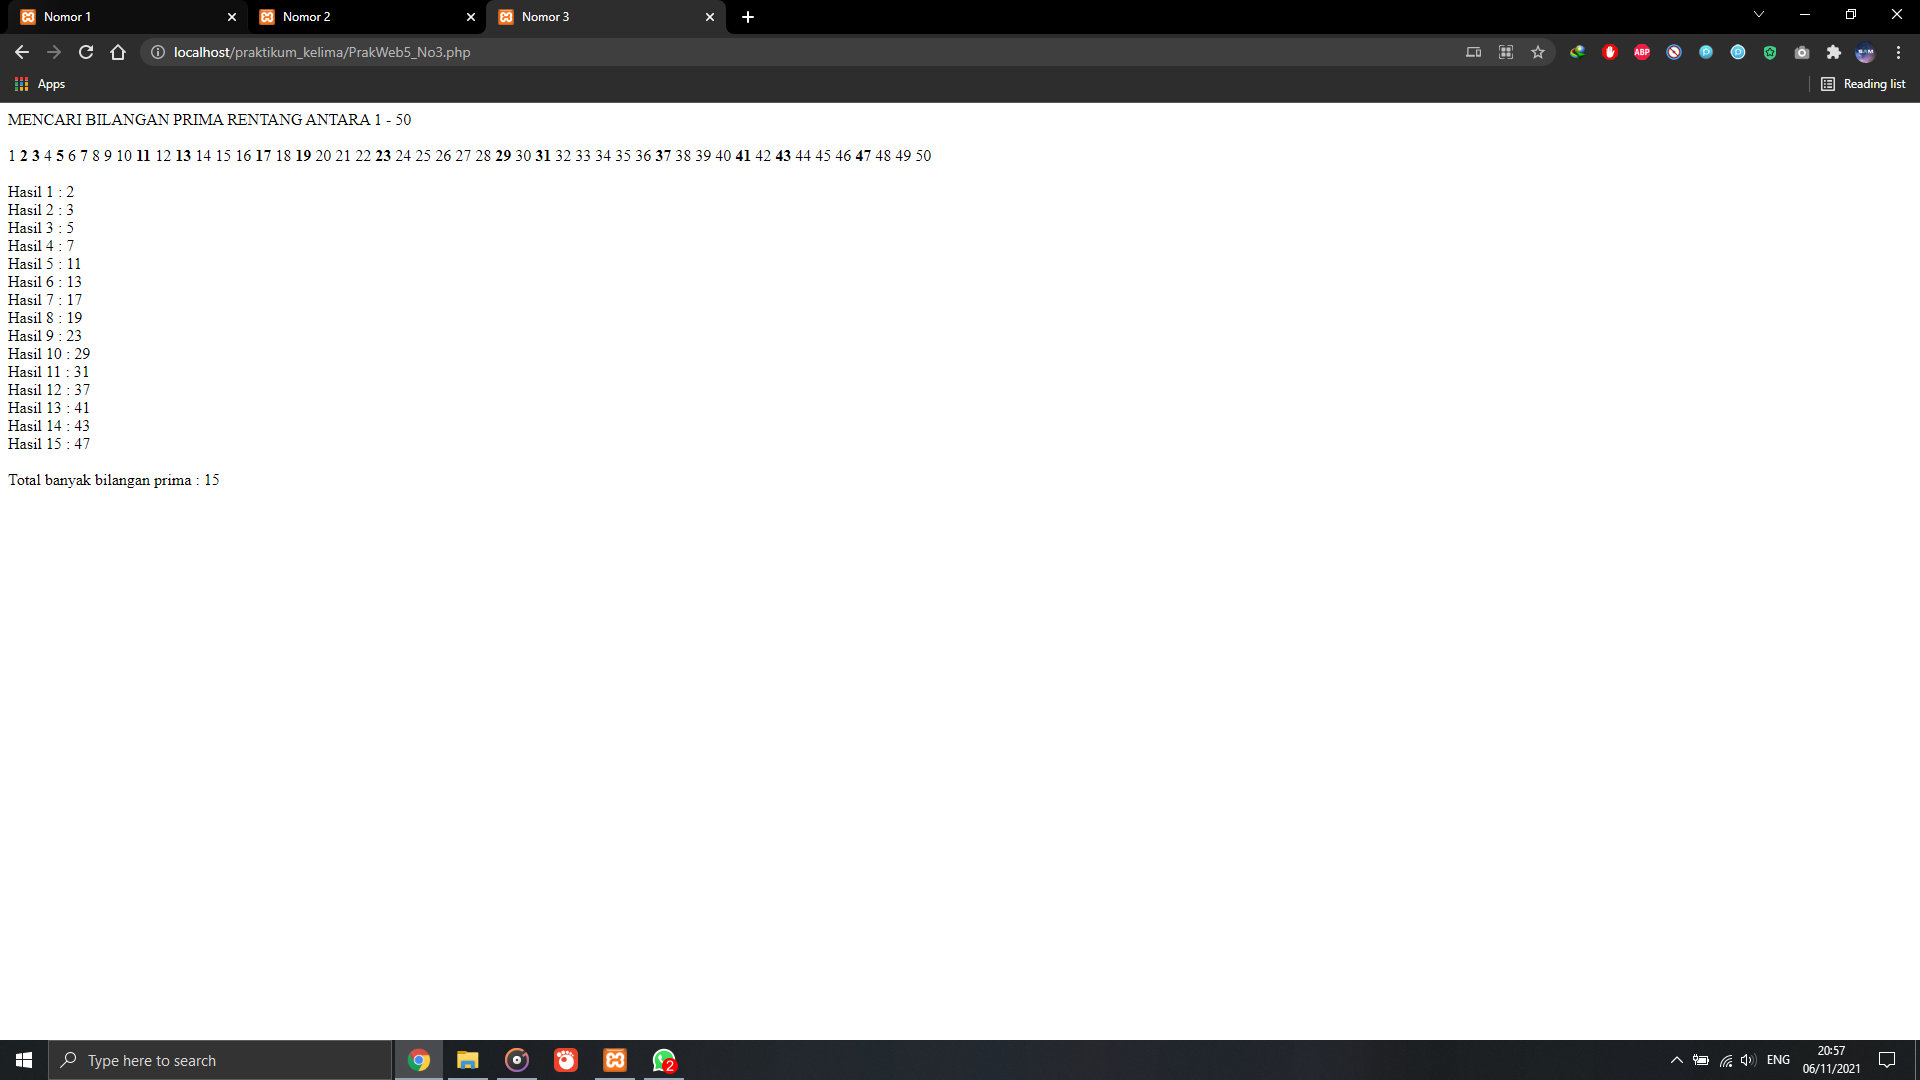 Nomor 1
Nomor 2
Nomor 3
localhost/praktikum_kelima/PrakWeb5_No3.php
ABP
SAM
Apps
Reading list
MENCARI BILANGAN PRIMA RENTANG ANTARA 1 - 50
1 2 3 4 5 6 7 8 9 10 11 12 13 14 15 16 17 18 19 20 21 22 23 24 25 26 27 28 29 30 31 32 33 34 35 36 37 38 39 40 41 42 43 44 45 46 47 48 49 50
Hasil 1 : 2
Hasil 2 : 3
Hasil 3 : 5
Hasil 4 : 7
Hasil 5 : 11
Hasil 6 : 13
Hasil 7 : 17
Hasil 8 : 19
Hasil 9 : 23
Hasil 10 : 29
Hasil 11 : 31
Hasil 12 : 37
Hasil 13 : 41
Hasil 14 : 43
Hasil 15 : 47
Total banyak bilangan prima : 15
Type here to search
2
ENG
20:57
06/11/2021